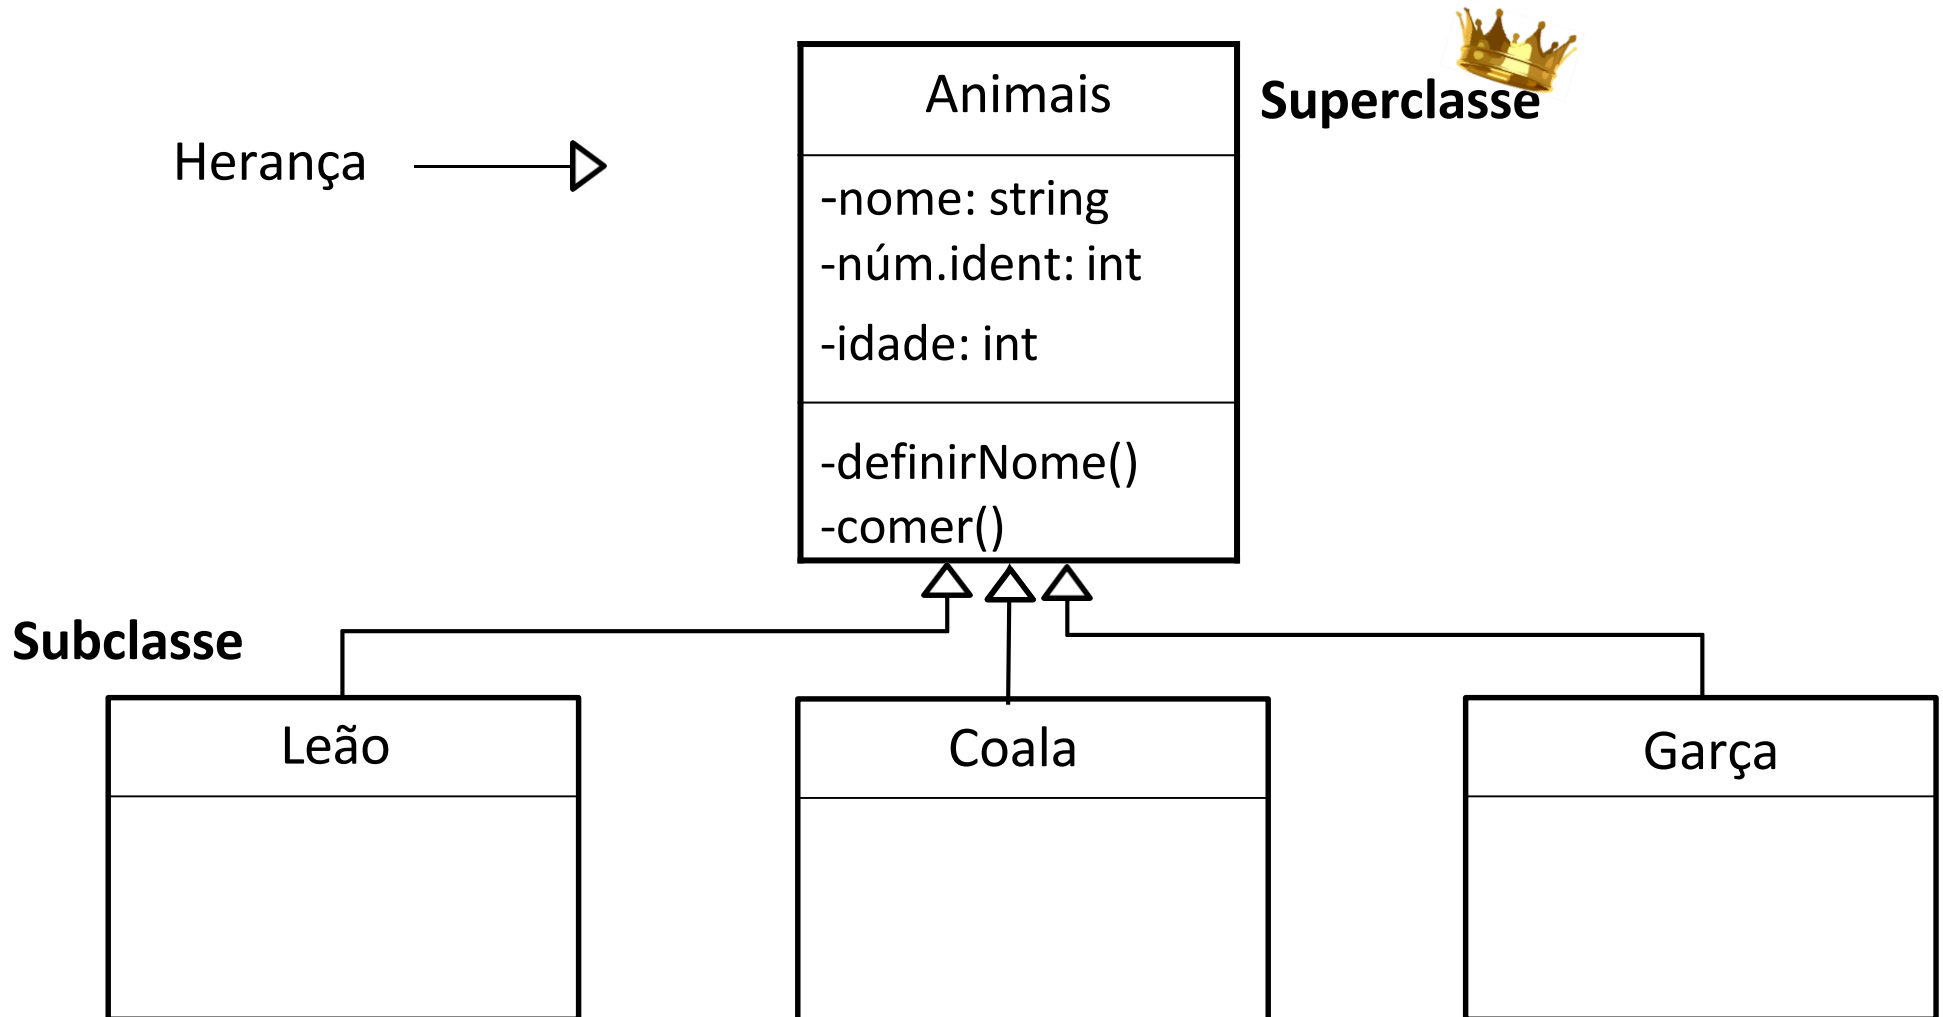 Animais
Superclasse
Herança
-nome: string
-núm.ident: int
-idade: int
-definirNome()
-comer()
Subclasse
Leão
Coala
Garça